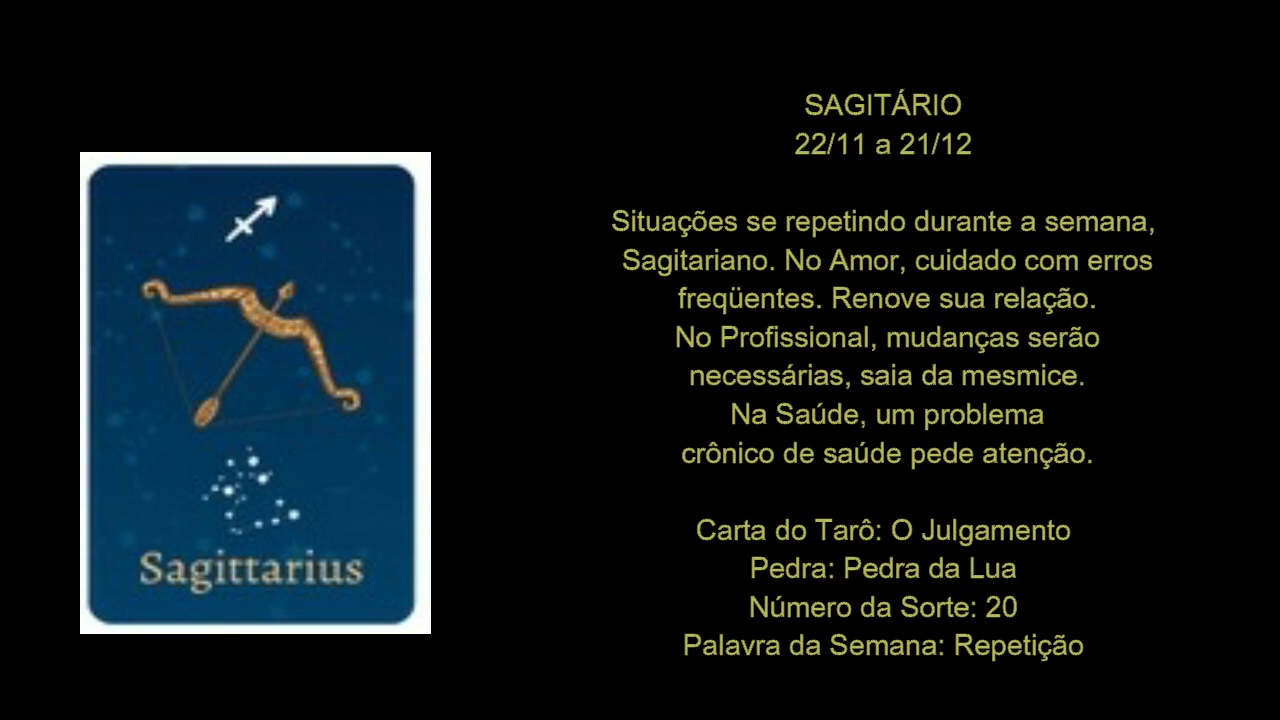 Sagittarius
SAGITÁRIO
22/11 a 21/12
Situações se repetindo durante a semana,
Sagitariano. No Amor, cuidado com erros
freqüentes. Renove sua relação.
No Profissional, mudanças serão
necessárias, saia da mesmice.
Na Saúde, um problema
crônico de saúde pede atenção.
Carta do Tarô: O Julgamento
Pedra: Pedra da Lua
Número da Sorte: 20
Palavra da Semana: Repetição